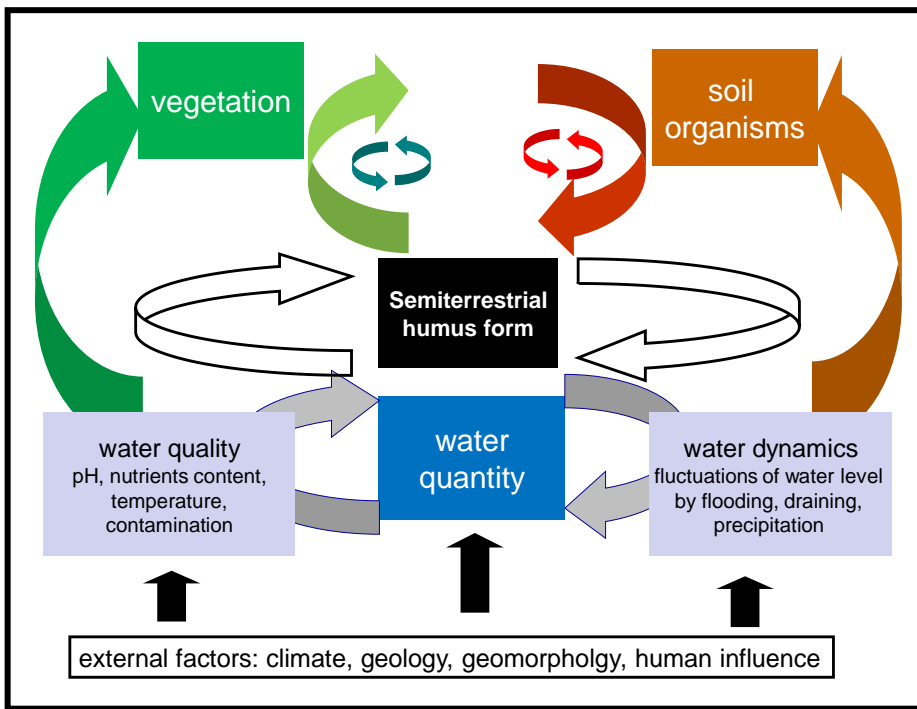 vegetation
soil
organisms
Semiterrestrial
humus form
water quality
pH, nutrients content,
temperature,
contamination
water
quantity
water dynamics
fluctuations of water level
by flooding, draining,
precipitation
external factors: climate, geology, geomorpholgy, human influence